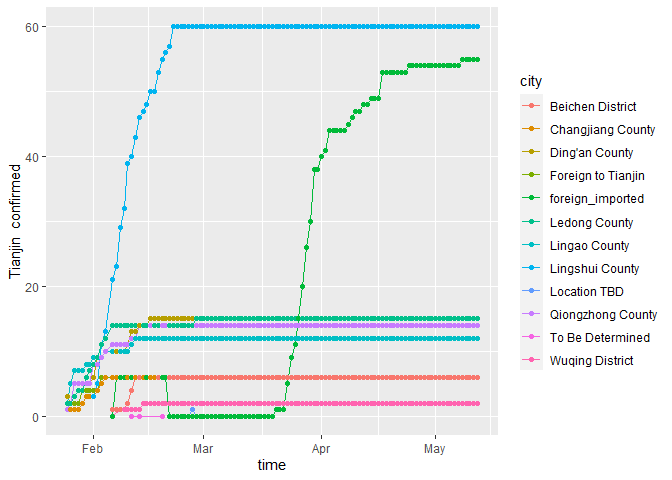 60
40
20
0
Tianjin confirmed
Feb
Mar
Apr
May
time
city
Beichen District
Changjiang County
Ding'an County
Foreign to Tianjin
foreign_imported
Ledong County
Lingao County
Lingshui County
Location TBD
Qiongzhong County
To Be Determined
Wuqing District